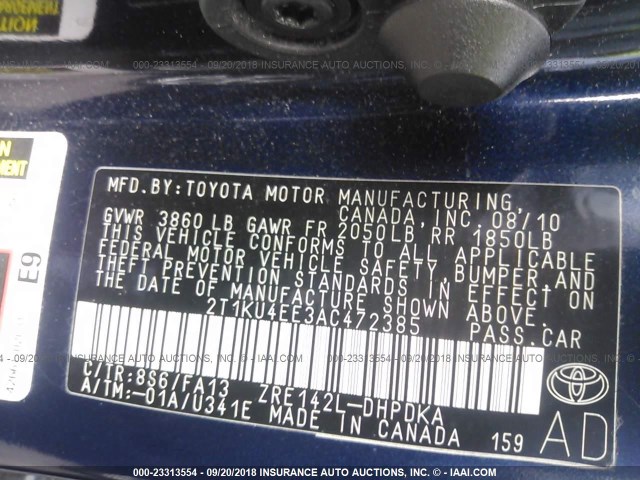 000-23313554 - 09/20/2018 INSURANCE AUTO AUCTIONS, INC. © - IAAI.COM
MFD. BY: TOYOTA MOTOR MANUFACTURING,
CANADA, INC. 08/10
GVWR 3860 LB GAWR FR 2050LB, RR 1850LB
THIS VEHICLE CONFORMS TO ALL APPLICABLE
FEDERAL MOTOR VEHICLE SAFETY, BUMPER, AND
THEFT PREVENTION STANDARDS IN EFFECT ON
THE DATE OF MANUFACTURE SHOWN ABOVE.
2T1KU4EE3AC472385 PASS. CAR
C/TR:8S6/FA13 ZRE142L-DHPDKA
A/TM:-01A/U341E MADE IN CANADA 159
AD
TOYOTA
E9
000-23313554 - 09/20/2018 INSURANCE AUTO AUCTIONS, INC. © - IAAI.COM